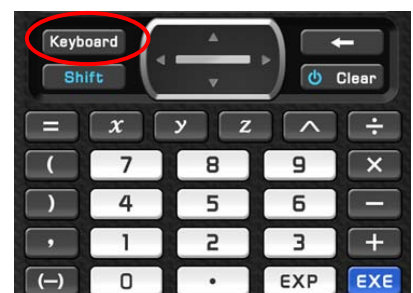 Keyboard ←
Shift Clear
= x y z ^ ÷
( 7 8 9 ×
) 4 5 6 −
, 1 2 3 +
(−) 0 . EXP EXE